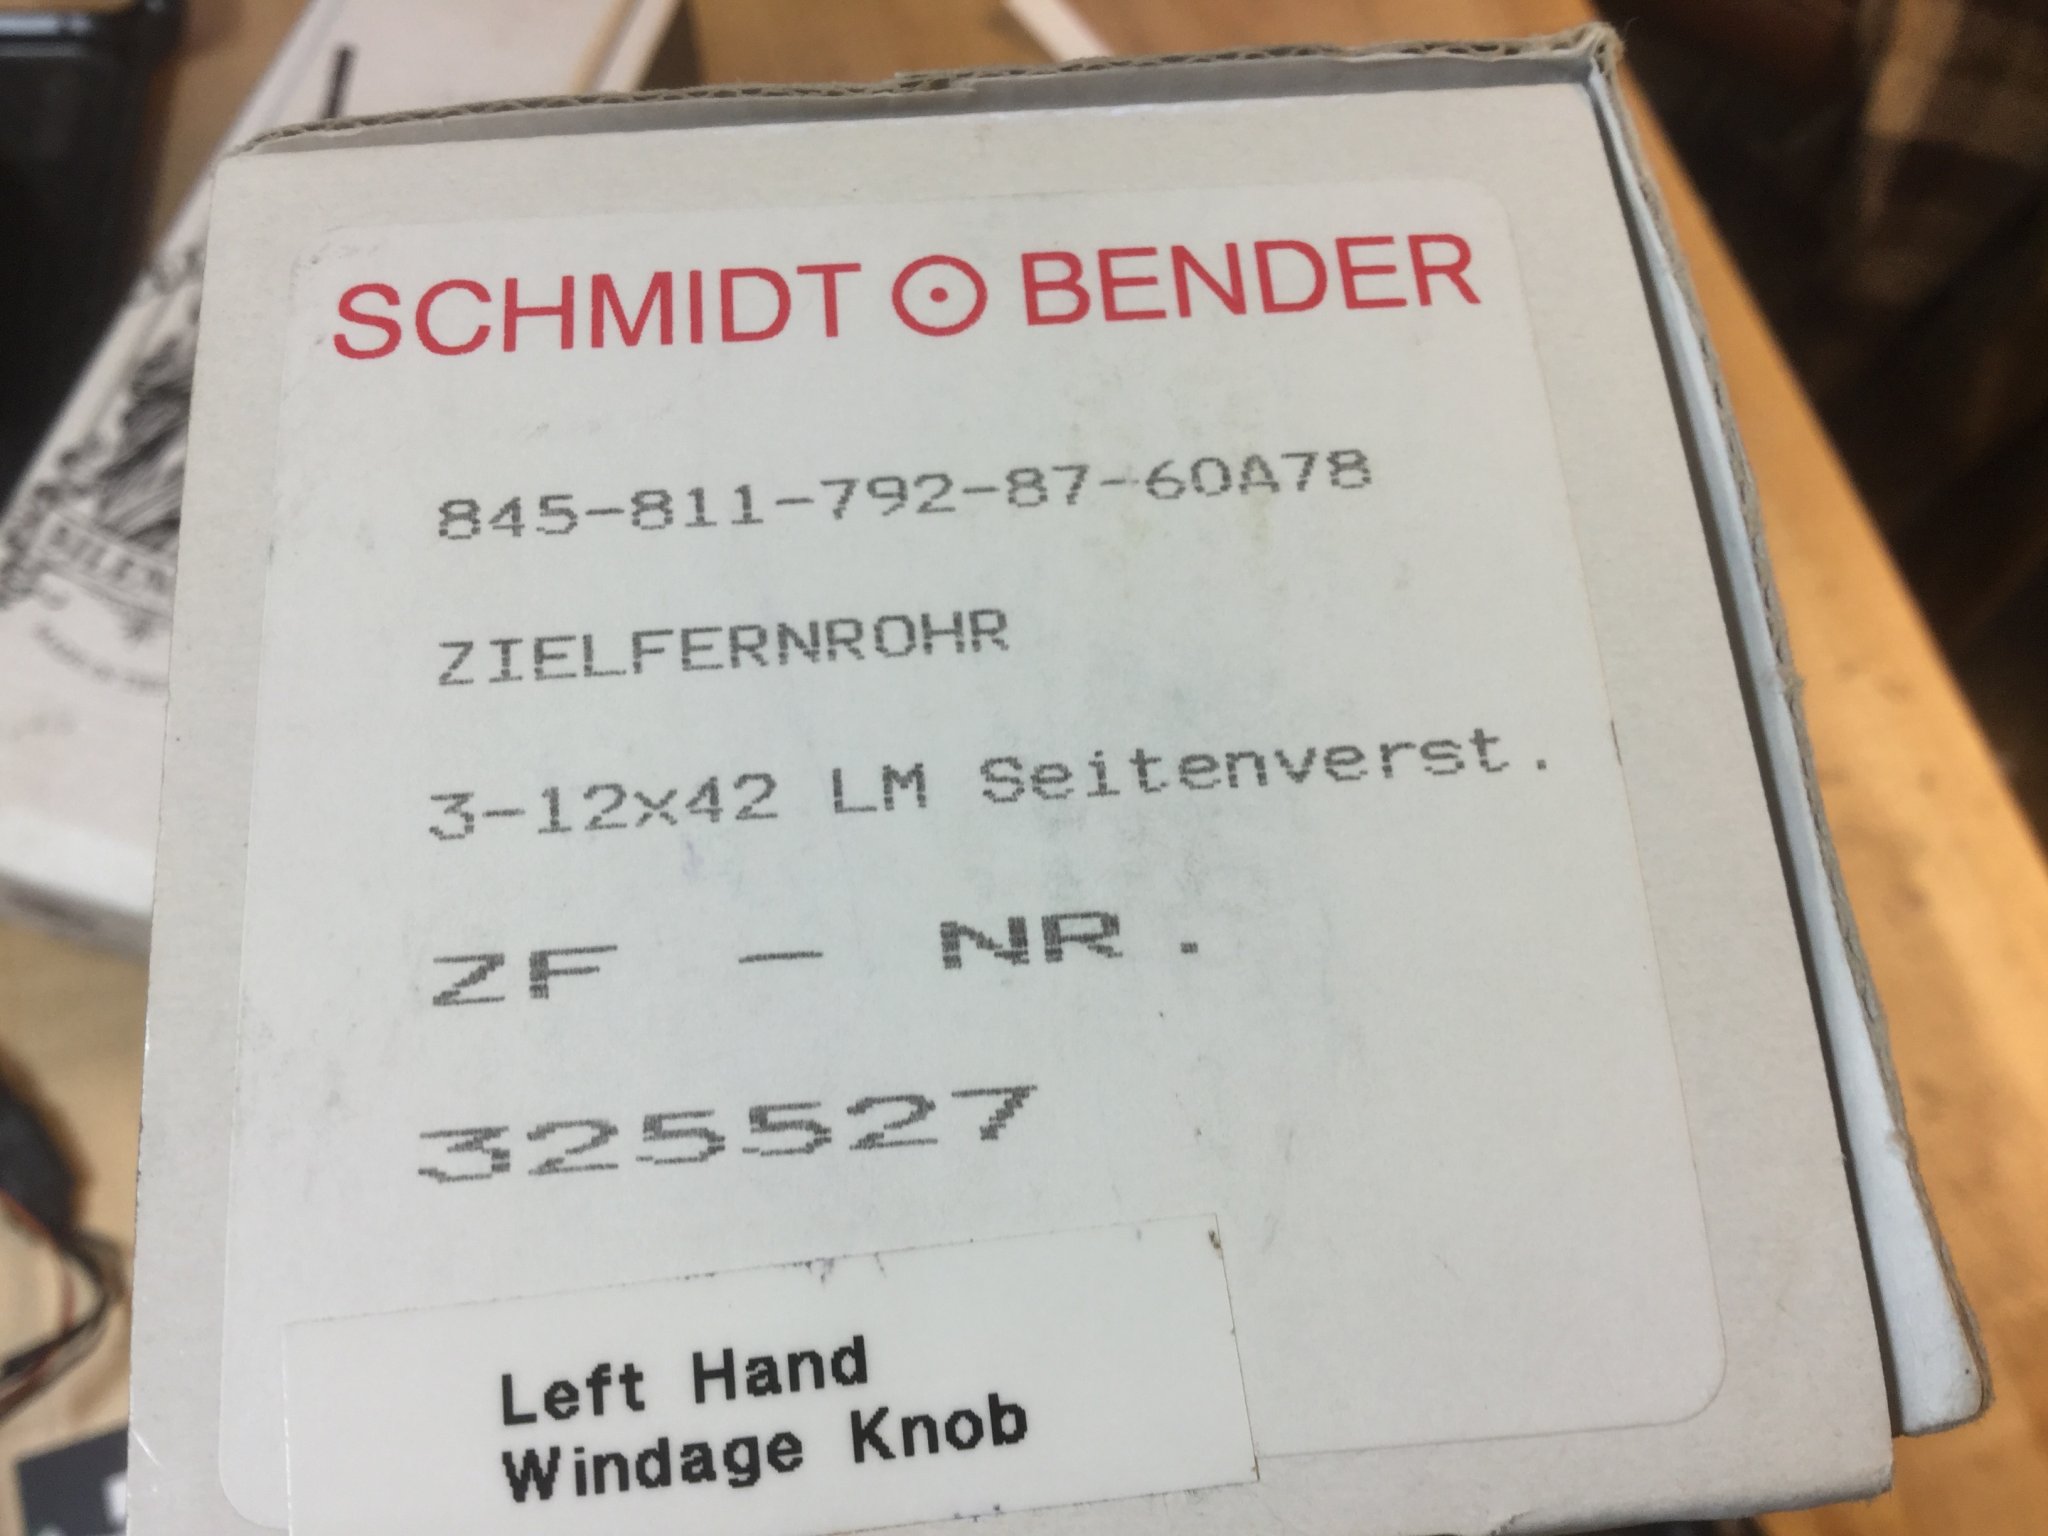 SCHMIDT BENDER
845-811-792-87-60A78
ZIELFERNROHR
3-12x42 LM Seitenverst.
ZF - NR.
325527
Left Hand
Windage Knob